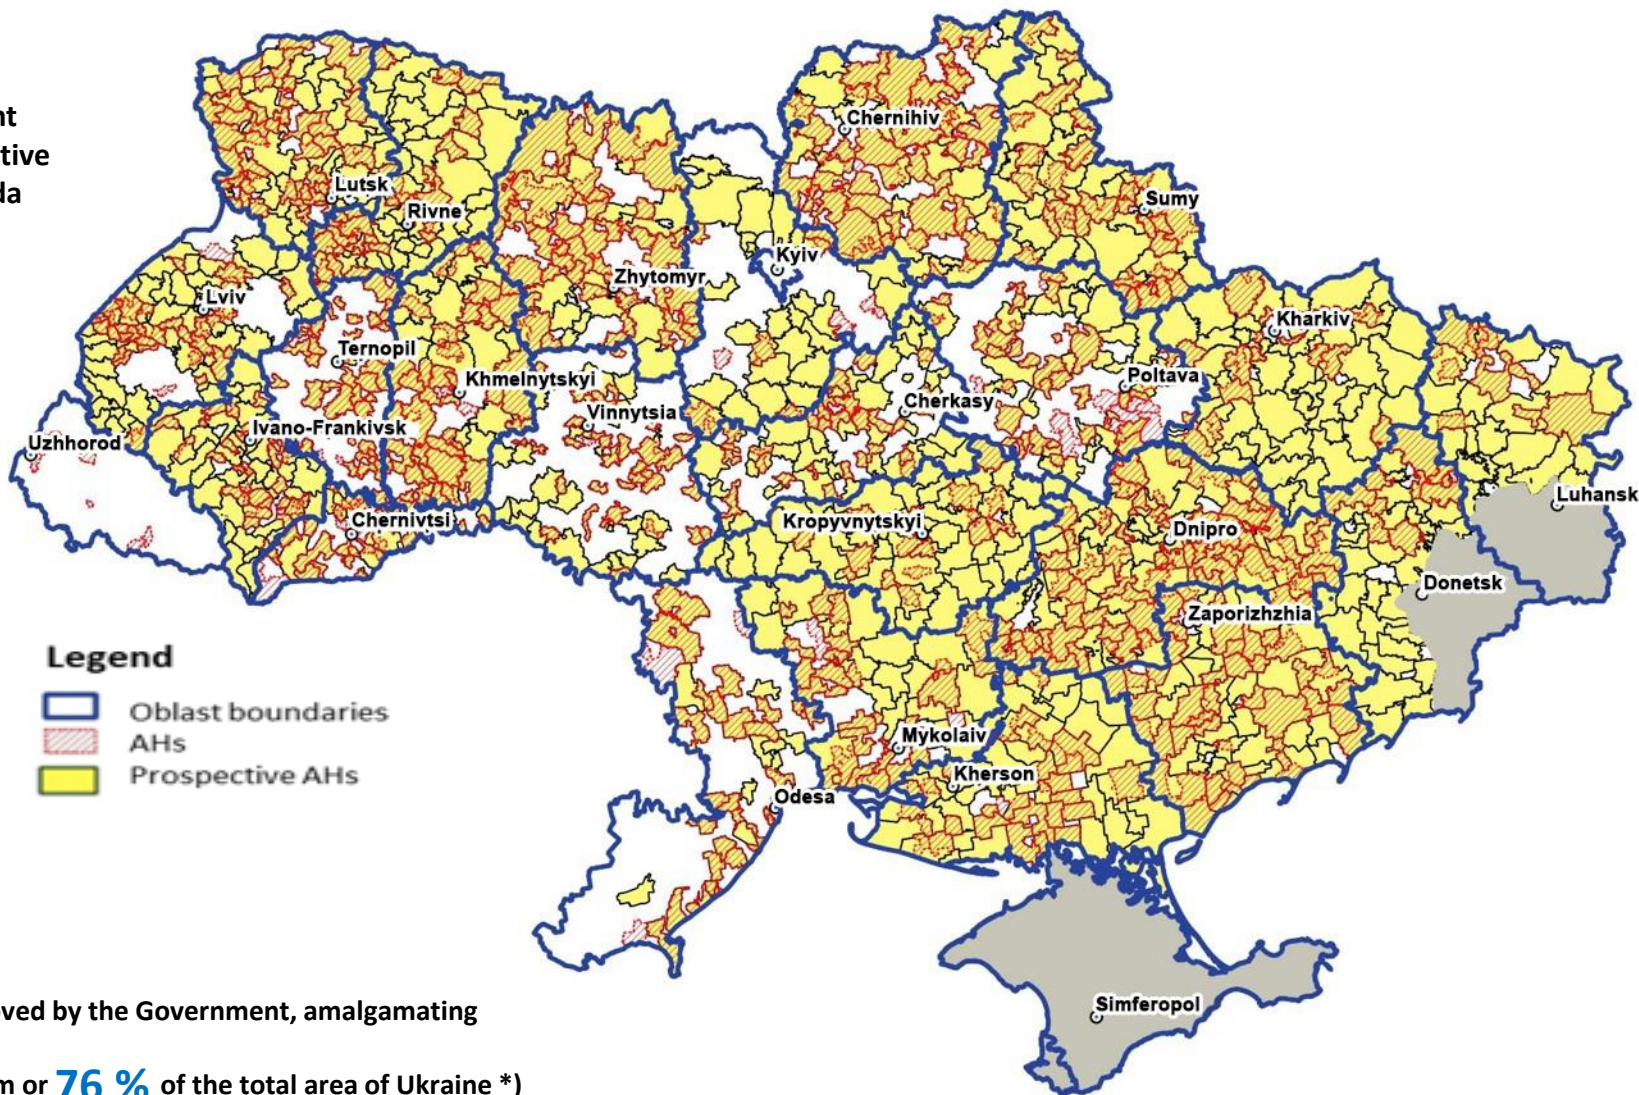 nt
tive
da
Chernihiv
Lutsk
Sumy
Rivne
Kyiv
Zhytomyr
Lviv
Kharkiv
Ternopil
Khmelnytskyi
Poltava
Cherkasy
Vinnytsia
Ivano-Frankivsk
Uzhhorod
Luhansk
Chernivtsi
Kropyvnytskyi
Dnipro
Donetsk
Zaporizhzhia
Legend
Oblast boundaries
AHs
Prospective AHs
Mykolaiv
Kherson
Odesa
Simferopol
ved by the Government, amalgamating
m or 76 % of the total area of Ukraine *)